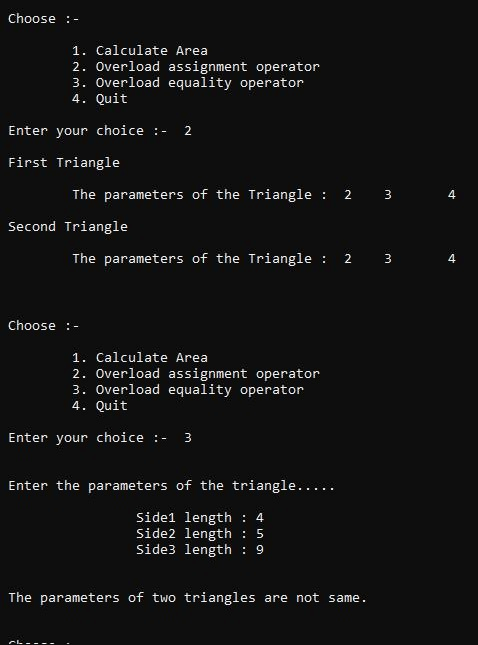 Choose :-
1. Calculate Area
2. Overload assignment operator
3. Overload equality operator
4. Quit
Enter your choice :- 2
First Triangle
The parameters of the Triangle : 2 3 4
Second Triangle
The parameters of the Triangle : 2 3 4
Choose :-
1. Calculate Area
2. Overload assignment operator
3. Overload equality operator
4. Quit
Enter your choice :- 3
Enter the parameters of the triangle.....
Side1 length : 4
Side2 length : 5
Side3 length : 9
The parameters of two triangles are not same.